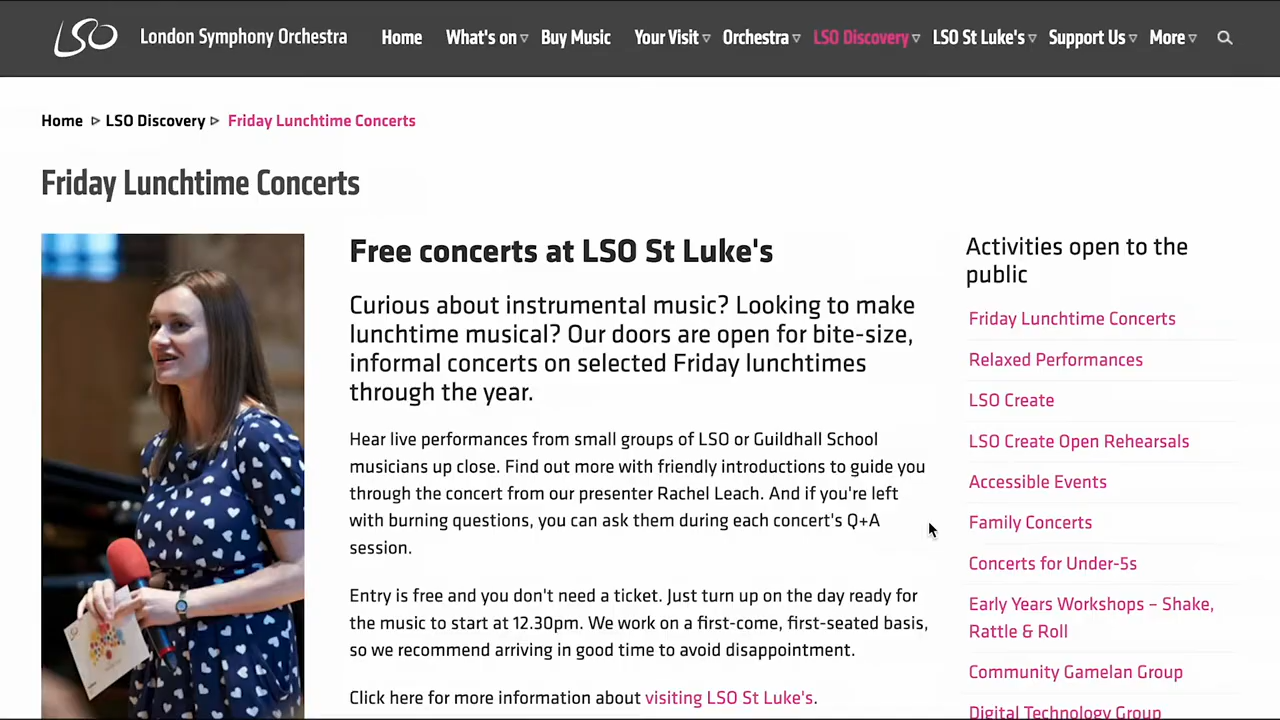 LSO London Symphony Orchestra Home What's on Buy Music Your Visit Orchestra LSO Discovery LSO St Luke's Support Us More
Home LSO Discovery Friday Lunchtime Concerts
Friday Lunchtime Concerts
Free concerts at LSO St Luke's
Curious about instrumental music? Looking to make
lunchtime musical? Our doors are open for bite-size,
informal concerts on selected Friday lunchtimes
through the year.
Hear live performances from small groups of LSO or Guildhall School
musicians up close. Find out more with friendly introductions to guide you
through the concert from our presenter Rachel Leach. And if you're left
with burning questions, you can ask them during each concert's Q+A
session.
Entry is free and you don't need a ticket. Just turn up on the day ready for
the music to start at 12.30pm. We work on a first-come, first-seated basis,
so we recommend arriving in good time to avoid disappointment.
Click here for more information about visiting LSO St Luke's.
Activities open to the
public
Friday Lunchtime Concerts
Relaxed Performances
LSO Create
LSO Create Open Rehearsals
Accessible Events
Family Concerts
Concerts for Under-5s
Early Years Workshops – Shake,
Rattle & Roll
Community Gamelan Group
Digital Technology Group